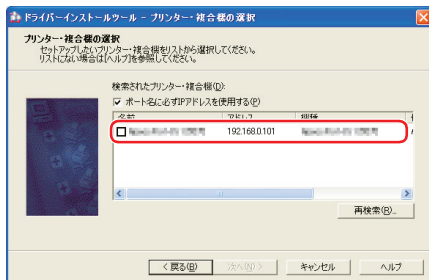 ドライバーインストールツール - プリンター・複合機の選択
プリンター・複合機の選択
セットアップしたいプリンター・複合機をリストから選択してください。
リストにない場合は[ヘルプ]を参照してください。
検索されたプリンター・複合機(D):
ポート名に必ずIPアドレスを使用する(P)
名前 アドレス 機種
192.168.0.101
再検索(R)...
< 戻る(B) 次へ(N) > キャンセル ヘルプ